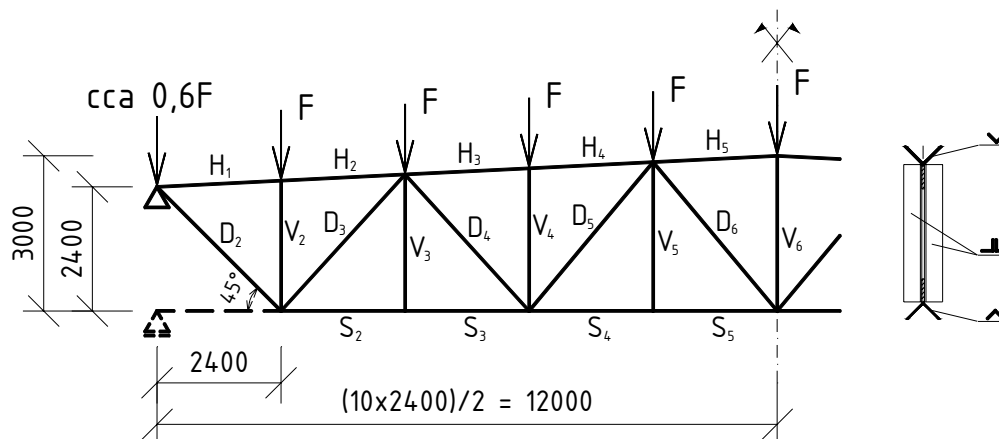 cca 0,6F
F
F
F
F
F
H₁
H₂
H₃
H₄
H₅
3000
2400
D₂
V₂
D₃
V₃
D₄
V₄
D₅
V₅
D₆
V₆
45°
S₂
S₃
S₄
S₅
2400
(10x2400)/2 = 12000